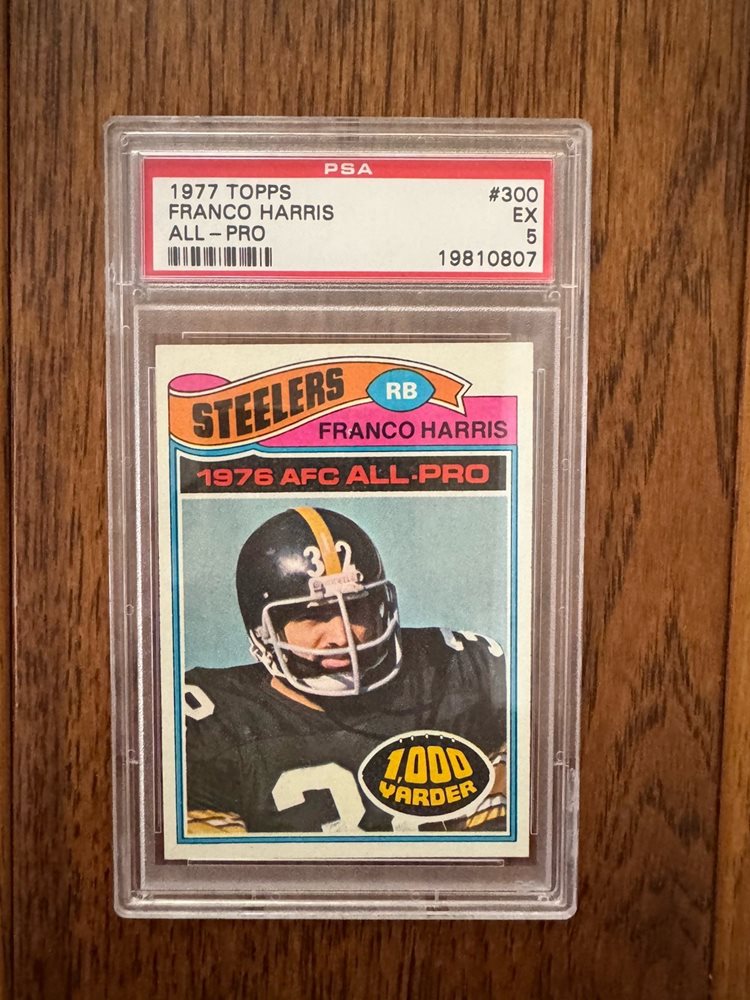 PSA
1977 TOPPS #300
FRANCO HARRIS EX
ALL-PRO 5
19810807
STEELERS RB
FRANCO HARRIS
1976 AFC ALL-PRO
32
1,000
YARDER